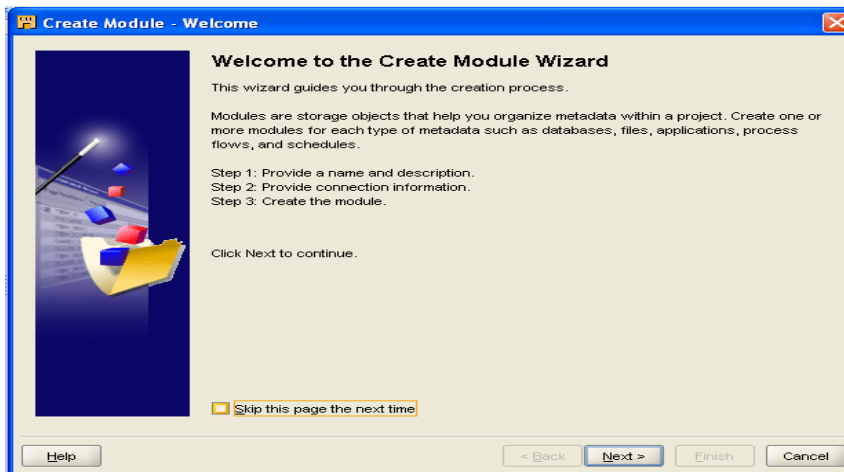 Create Module - Welcome
Welcome to the Create Module Wizard
This wizard guides you through the creation process.
Modules are storage objects that help you organize metadata within a project. Create one or
more modules for each type of metadata such as databases, files, applications, process
flows, and schedules.
Step 1: Provide a name and description.
Step 2: Provide connection information.
Step 3: Create the module.
Click Next to continue.
Skip this page the next time
Help
< Back
Next >
Finish
Cancel